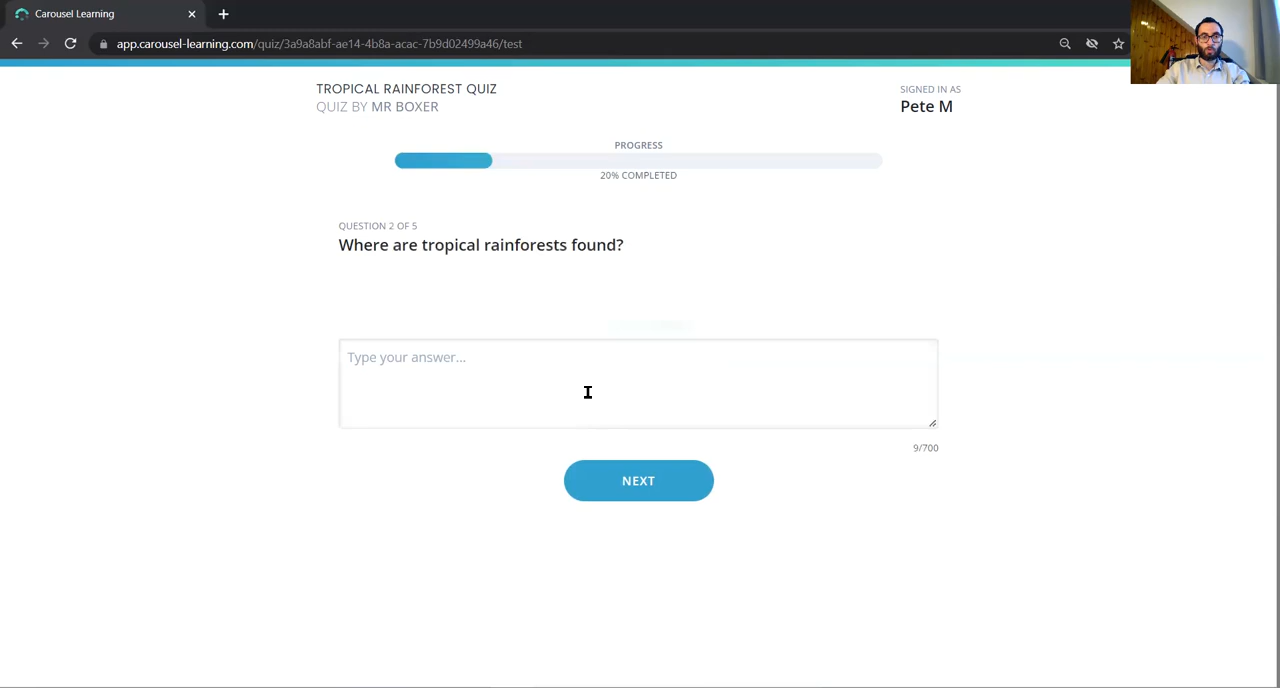 Carousel Learning
app.carousel-learning.com/quiz/3a9a8abf-ae14-4b8a-acac-7b9d02499a46/test
TROPICAL RAINFOREST QUIZ
QUIZ BY MR BOXER
SIGNED IN AS
Pete M
PROGRESS
20% COMPLETED
QUESTION 2 OF 5
Where are tropical rainforests found?
Type your answer...
9/700
NEXT